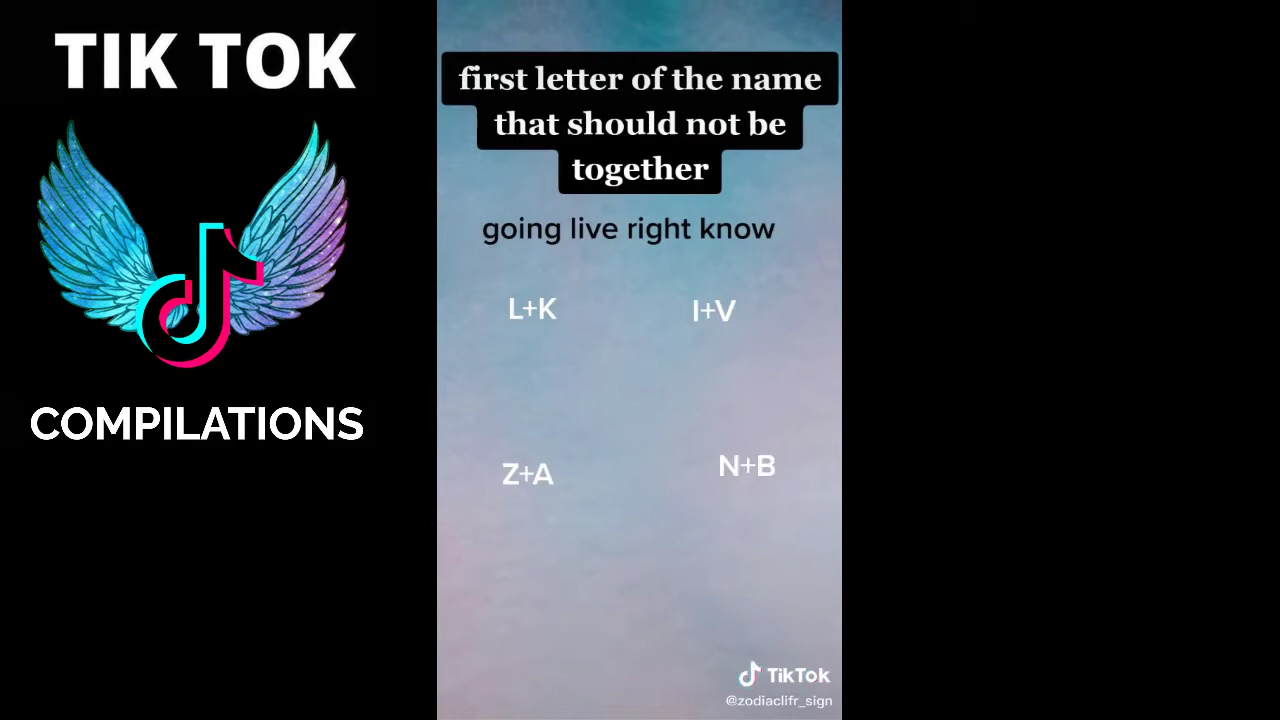 TIK TOK
COMPILATIONS
first letter of the name
that should not be
together
going live right know
L+K
I+V
Z+A
N+B
TikTok
@zodiaclifr_sign